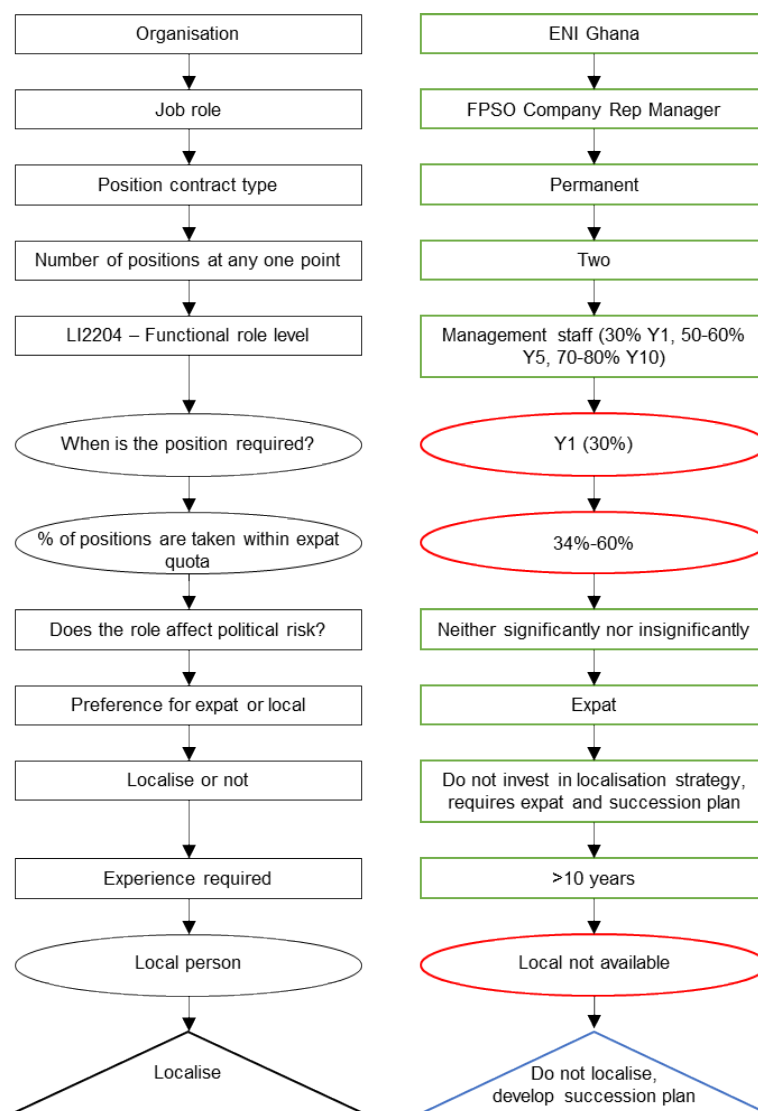 Organisation
ENI Ghana
Job role
FPSO Company Rep Manager
Position contract type
Permanent
Number of positions at any one point
Two
LI2204 – Functional role level
Management staff (30% Y1, 50-60%
Y5, 70-80% Y10)
When is the position required?
Y1 (30%)
% of positions are taken within expat
quota
34%-60%
Does the role affect political risk?
Neither significantly nor insignificantly
Preference for expat or local
Expat
Localise or not
Do not invest in localisation strategy,
requires expat and succession plan
Experience required
>10 years
Local person
Local not available
Localise
Do not localise,
develop succession plan